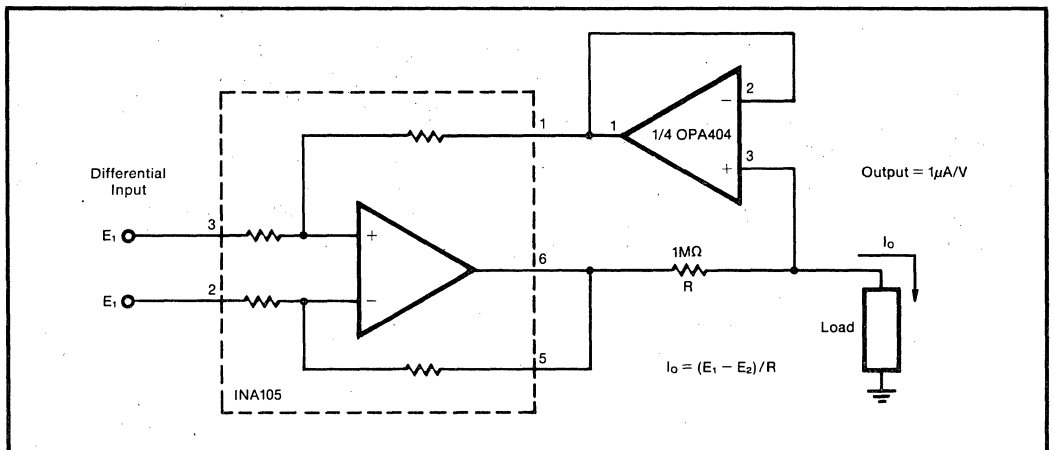 1
1
2
−
1/4 OPA404
3
+
Output = 1μA/V
Differential
Input
E₁
3
+
E₁
2
−
6
1MΩ
R
I₀
Load
5
I₀ = (E₁ − E₂)/R
INA105